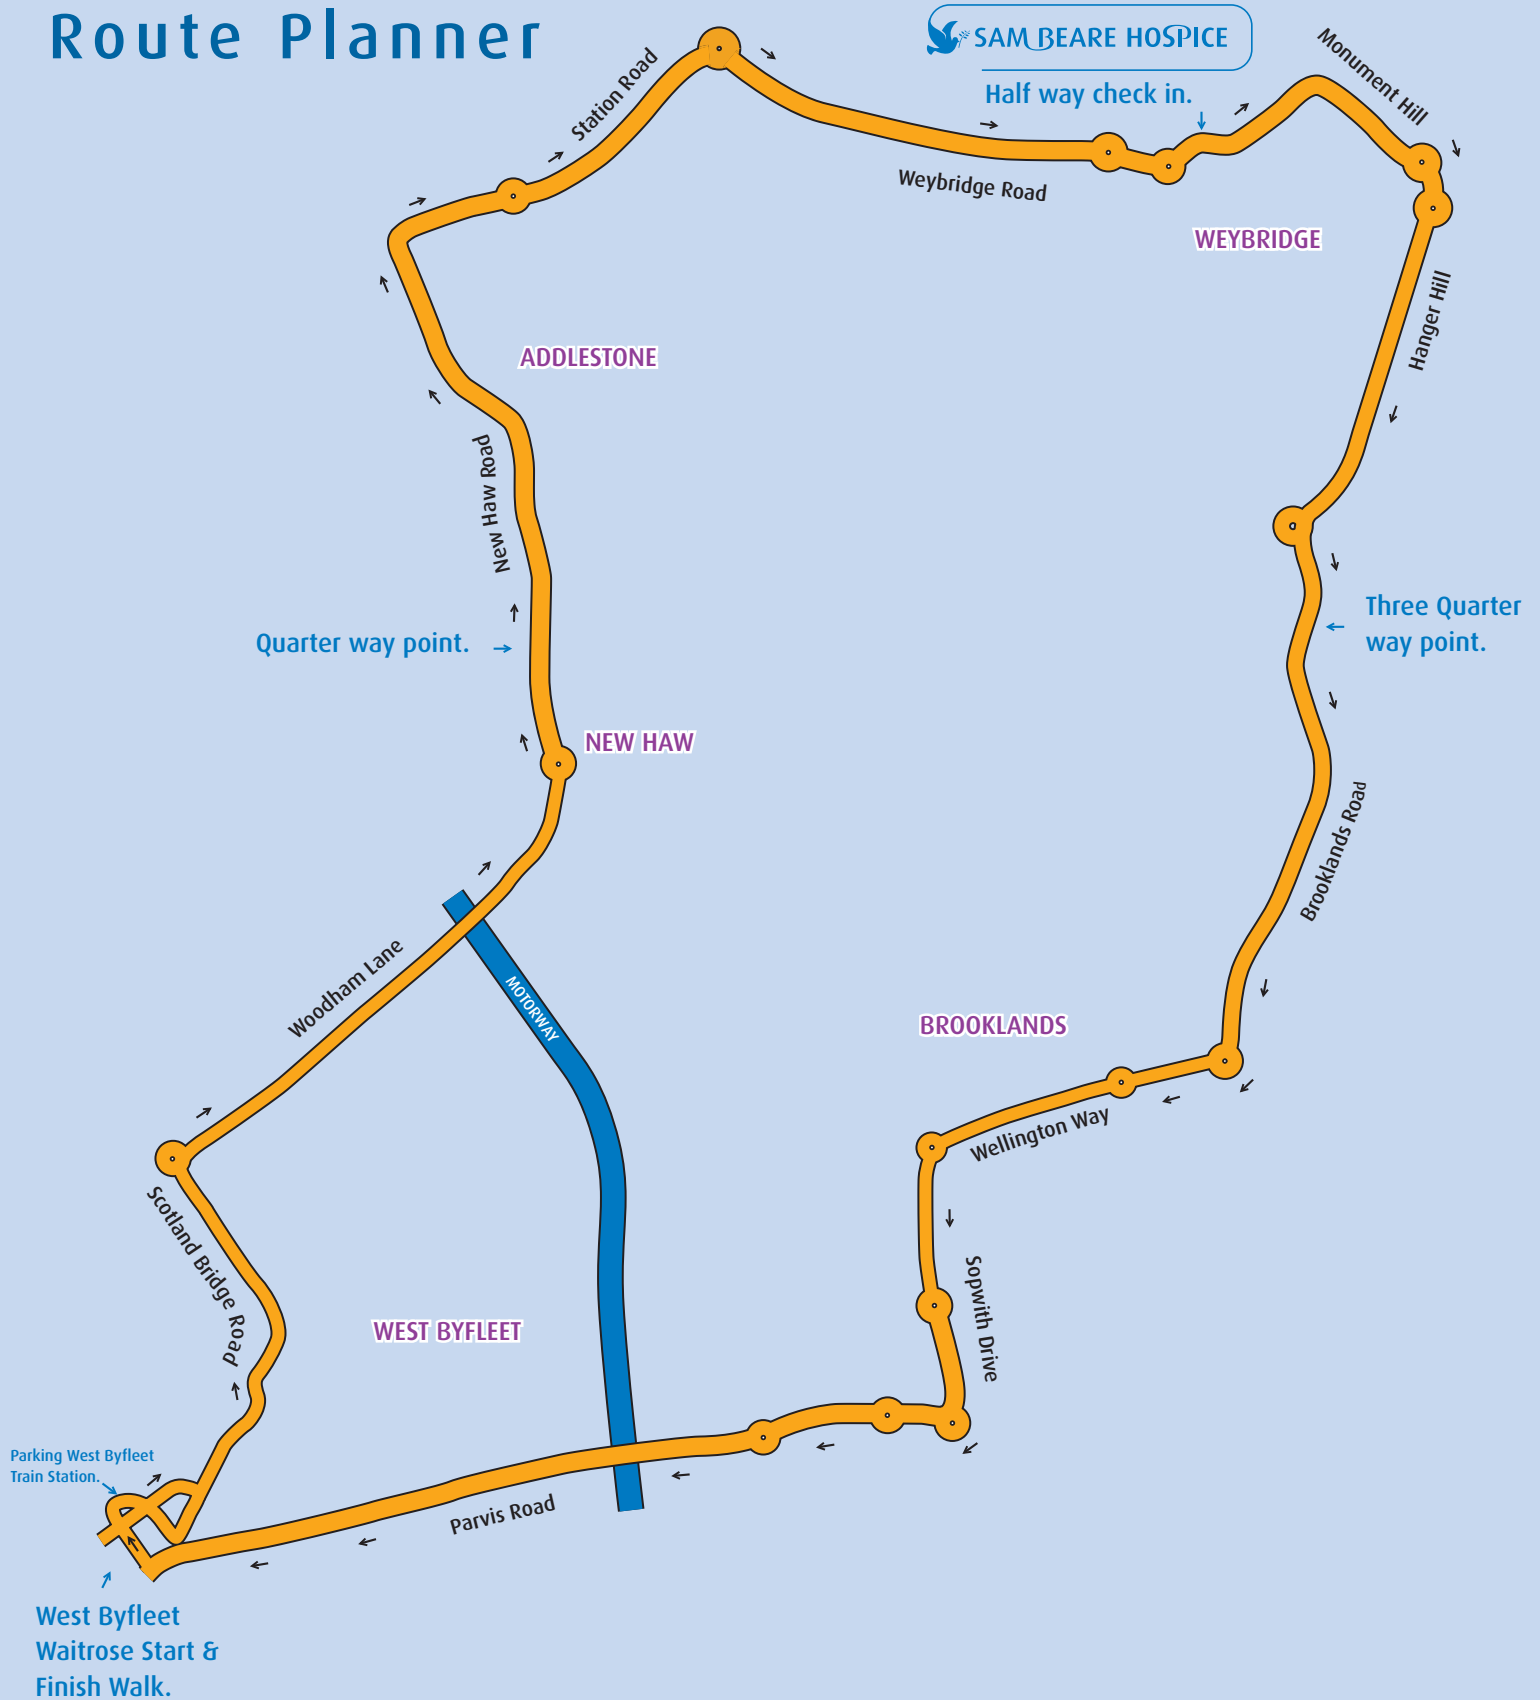 Route Planner
SAM BEARE HOSPICE
Half way check in.
Monument Hill
Station Road
Weybridge Road
WEYBRIDGE
Hanger Hill
ADDLESTONE
New Haw Road
Quarter way point.
Three Quarter
way point.
NEW HAW
Brooklands Road
Woodham Lane
MOTORWAY
BROOKLANDS
Wellington Way
Scotland Bridge Road
Sopwith Drive
WEST BYFLEET
Parking West Byfleet
Train Station.
Parvis Road
West Byfleet
Waitrose Start &
Finish Walk.